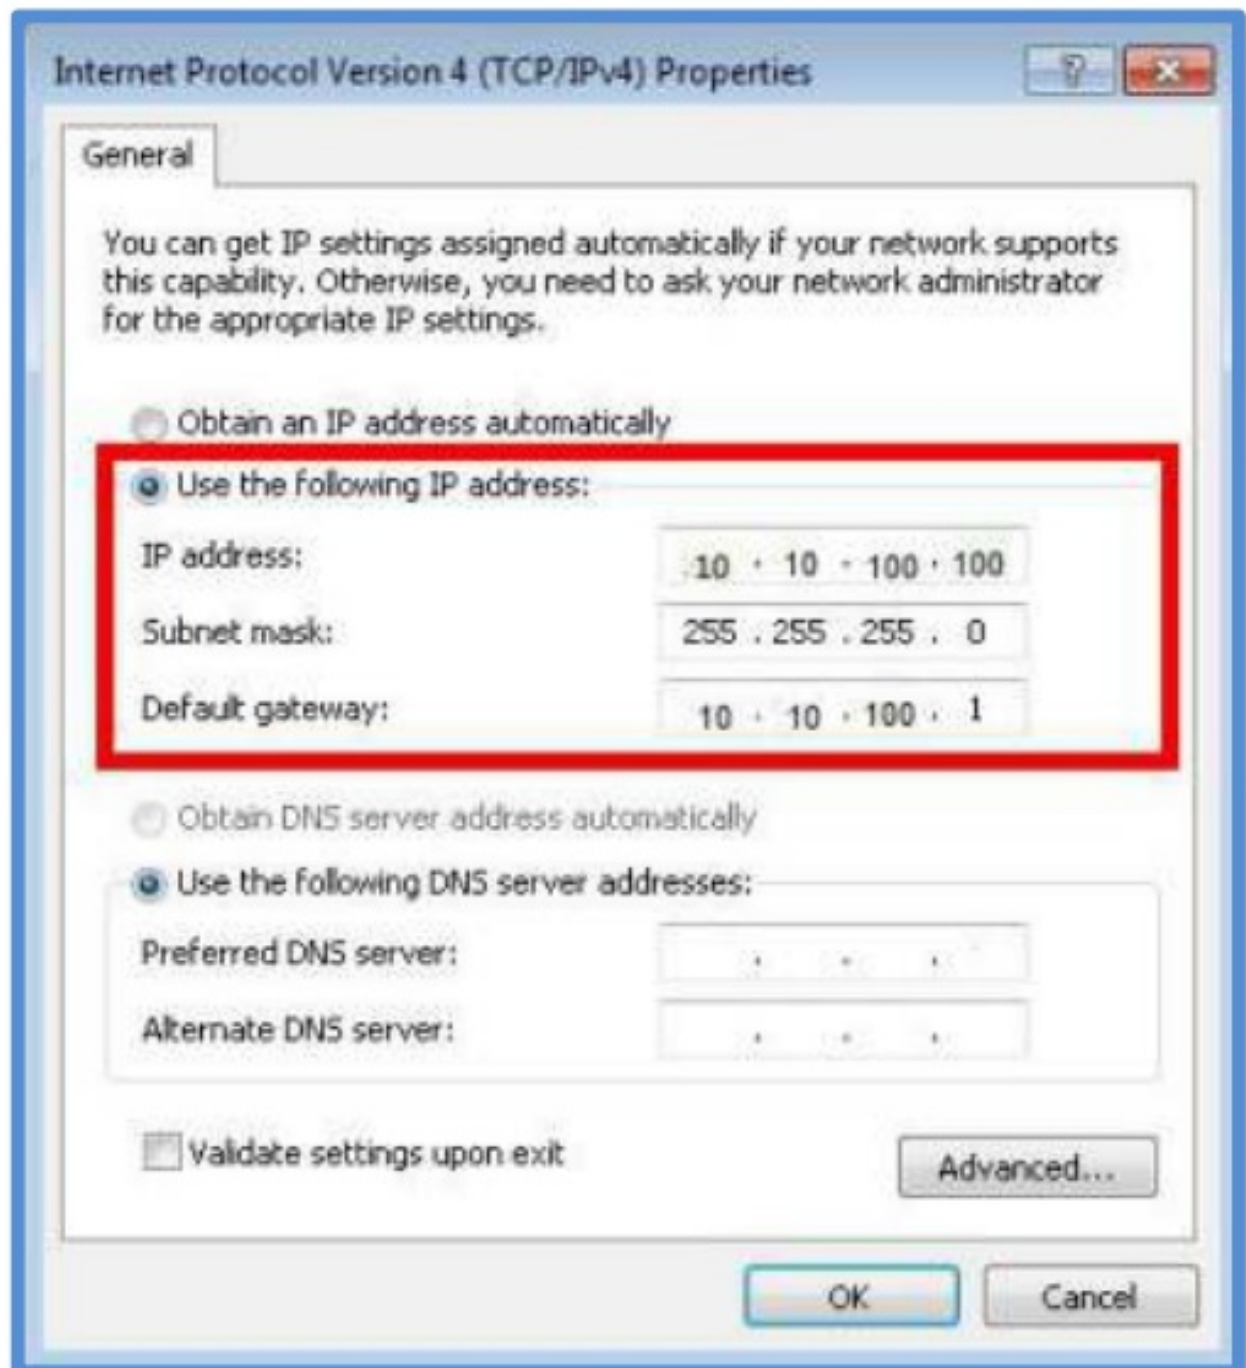 Internet Protocol Version 4 (TCP/IPv4) Properties
General
You can get IP settings assigned automatically if your network supports
this capability. Otherwise, you need to ask your network administrator
for the appropriate IP settings.
Obtain an IP address automatically
Use the following IP address:
IP address: 10 . 10 . 100 . 100
Subnet mask: 255 . 255 . 255 . 0
Default gateway: 10 . 10 . 100 . 1
Obtain DNS server address automatically
Use the following DNS server addresses:
Preferred DNS server: . . .
Alternate DNS server: . . .
Validate settings upon exit
Advanced...
OK Cancel